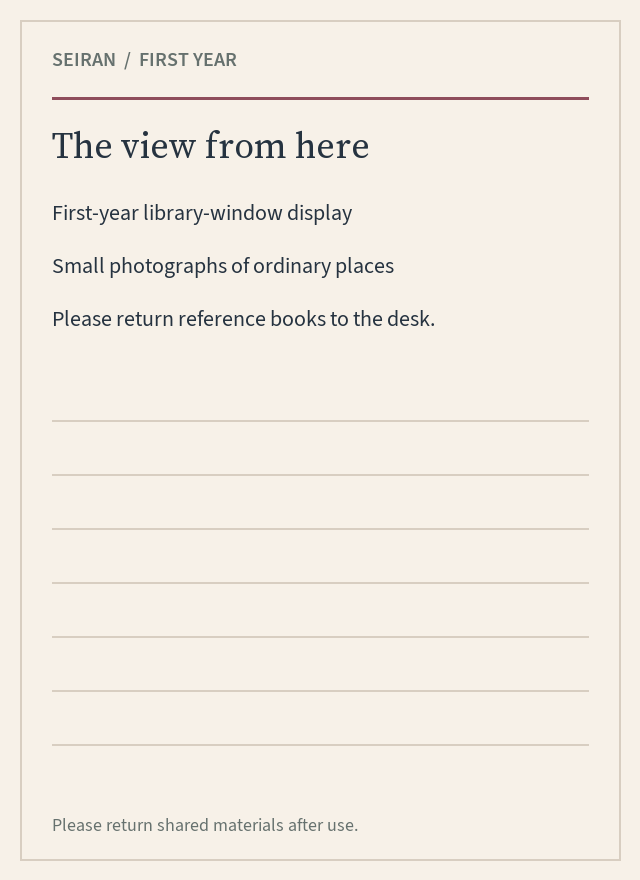 SEIRAN / FIRST YEAR
The view from here
First-year library-window display
Small photographs of ordinary places
Please return reference books to the desk.
Please return shared materials after use.